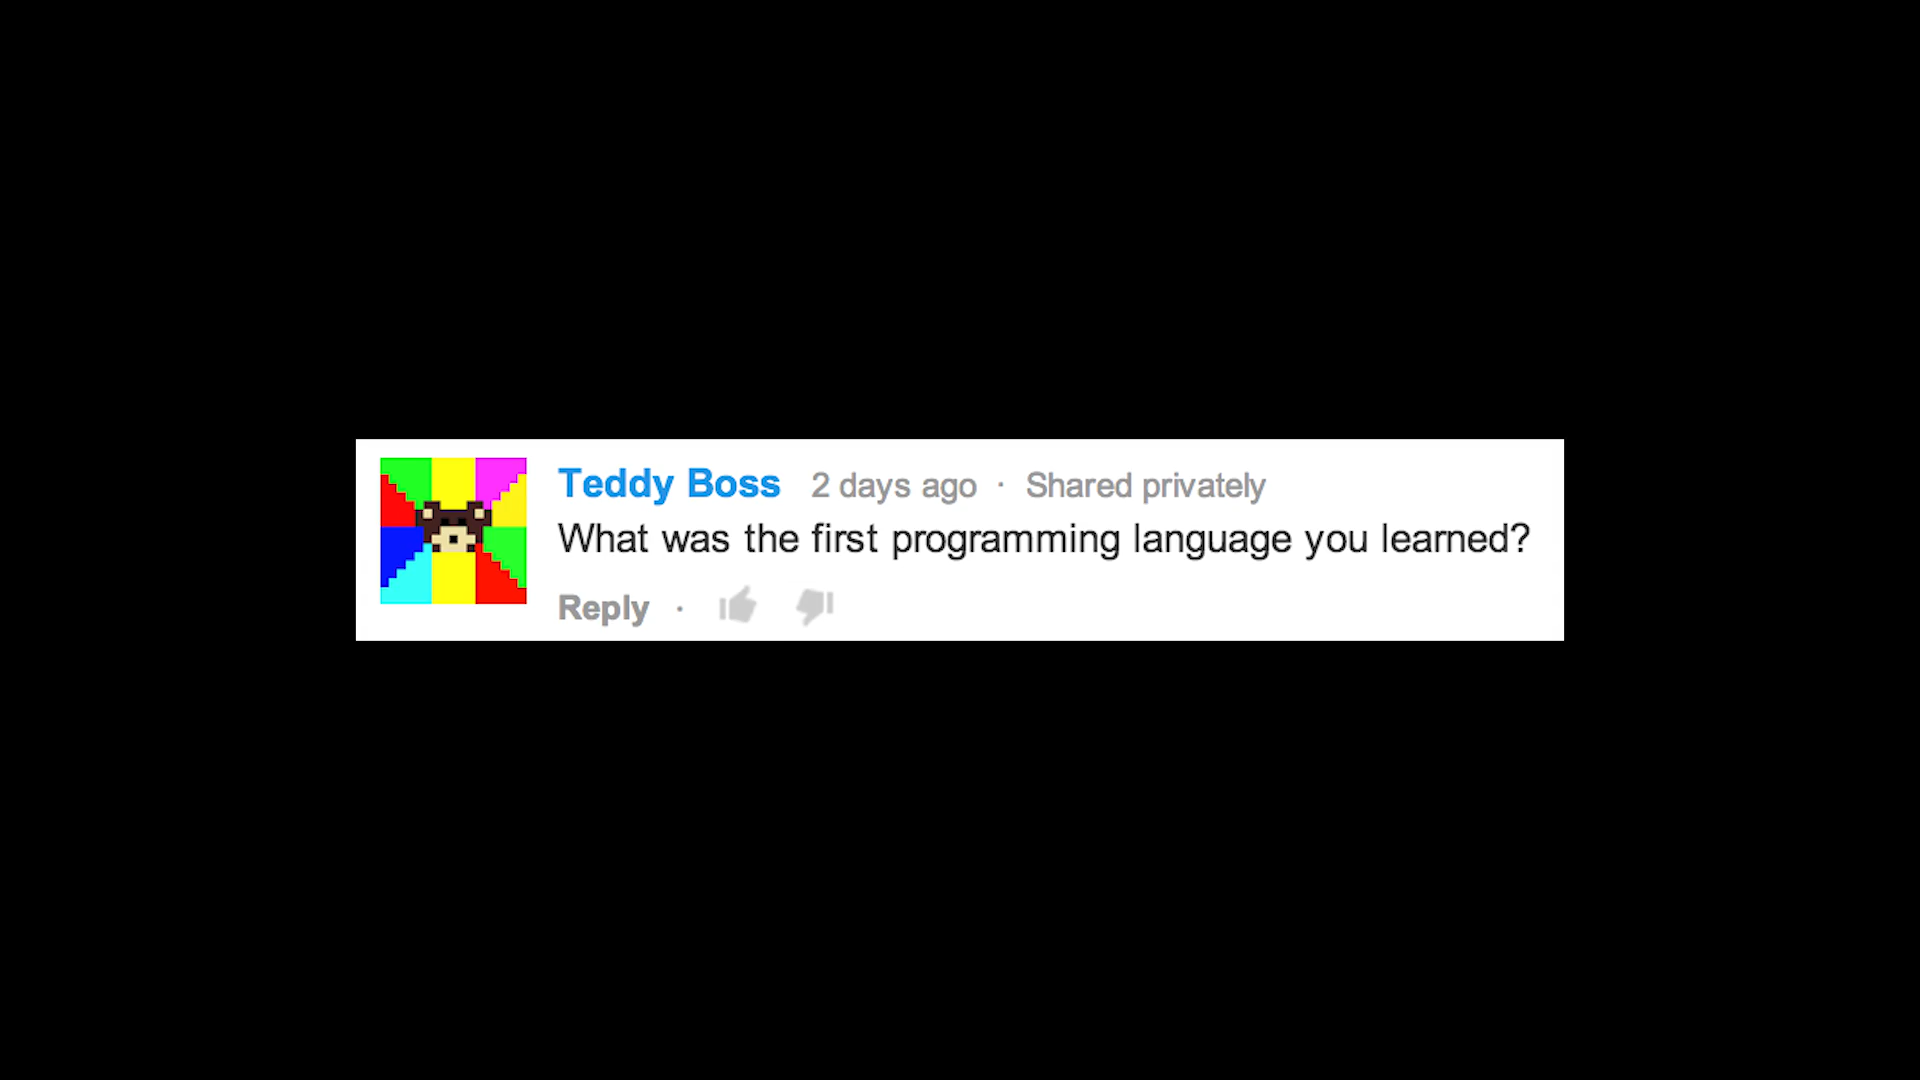 Teddy Boss 2 days ago · Shared privately
What was the first programming language you learned?
Reply ·